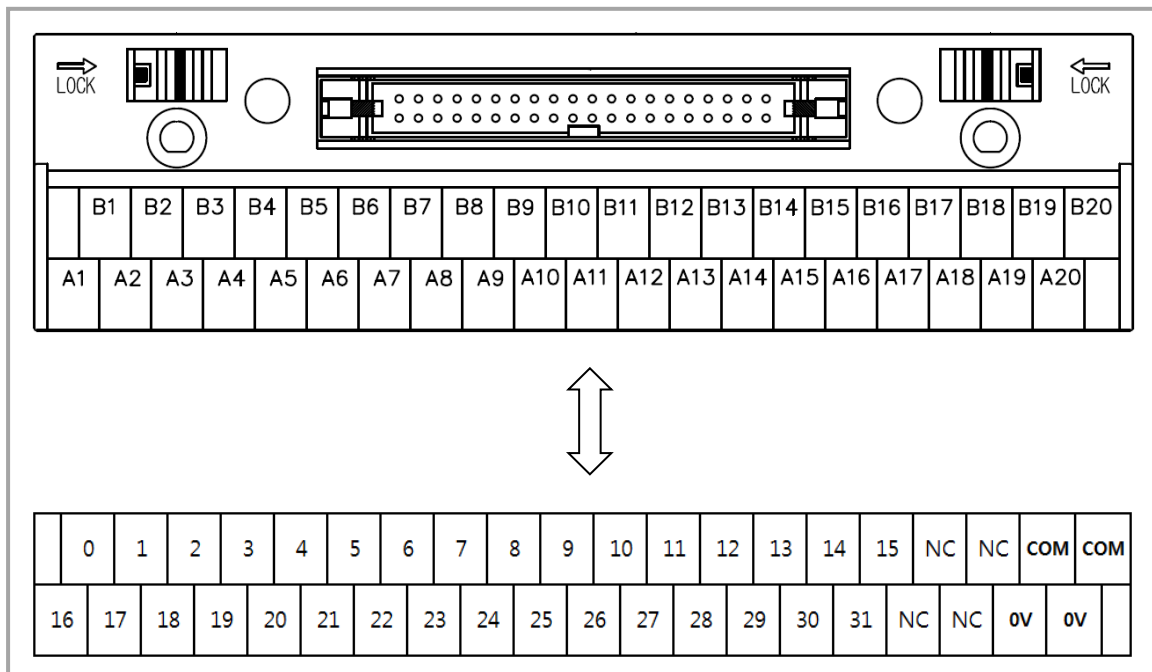 LOCK LOCK
B1 B2 B3 B4 B5 B6 B7 B8 B9 B10 B11 B12 B13 B14 B15 B16 B17 B18 B19 B20
A1 A2 A3 A4 A5 A6 A7 A8 A9 A10 A11 A12 A13 A14 A15 A16 A17 A18 A19 A20
0 1 2 3 4 5 6 7 8 9 10 11 12 13 14 15 NC NC COM COM
16 17 18 19 20 21 22 23 24 25 26 27 28 29 30 31 NC NC 0V 0V